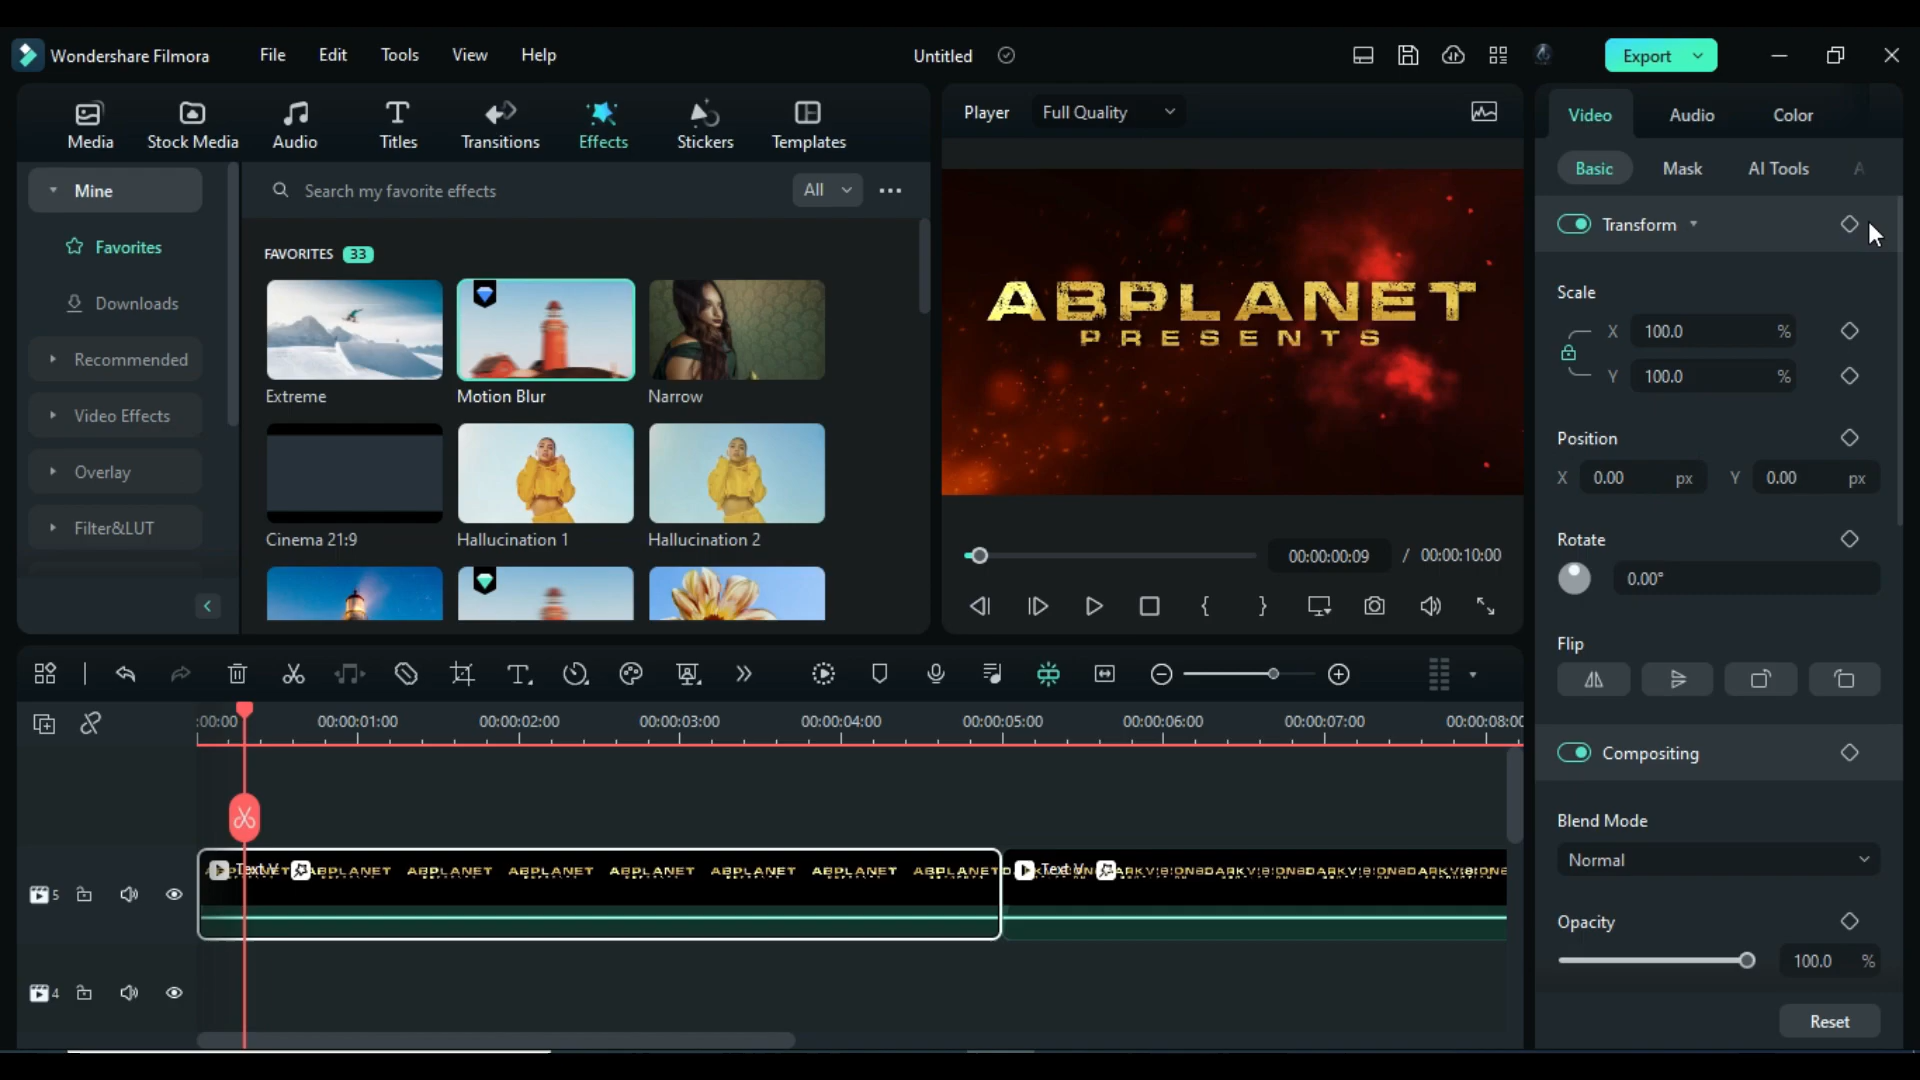 Wondershare Filmora
File
Edit
Tools
View
Help
Untitled
Export
Media
Stock Media
Audio
Titles
Transitions
Effects
Stickers
Templates
Player
Full Quality
Video
Audio
Color
Mine
Search my favorite effects
All
Basic
Mask
AI Tools
A
Favorites
FAVORITES 33
Transform
Downloads
Extreme
Motion Blur
Narrow
Recommended
Video Effects
Overlay
Filter&LUT
Cinema 21:9
Hallucination 1
Hallucination 2
ABPLANET
PRESENTS
00:00:00:09 / 00:00:10:00
Scale
X 100.0 %
Y 100.0 %
Position
X 0.00 px Y 0.00 px
Rotate
0.00°
Flip
:00:00 00:00:01:00 00:00:02:00 00:00:03:00 00:00:04:00 00:00:05:00 00:00:06:00 00:00:07:00 00:00:08:00
Compositing
Blend Mode
Normal
Text V ABPLANET ABPLANET ABPLANET ABPLANET ABPLANET ABPLANET ABPLANET
Text V
5
Opacity
100.0 %
4
Reset